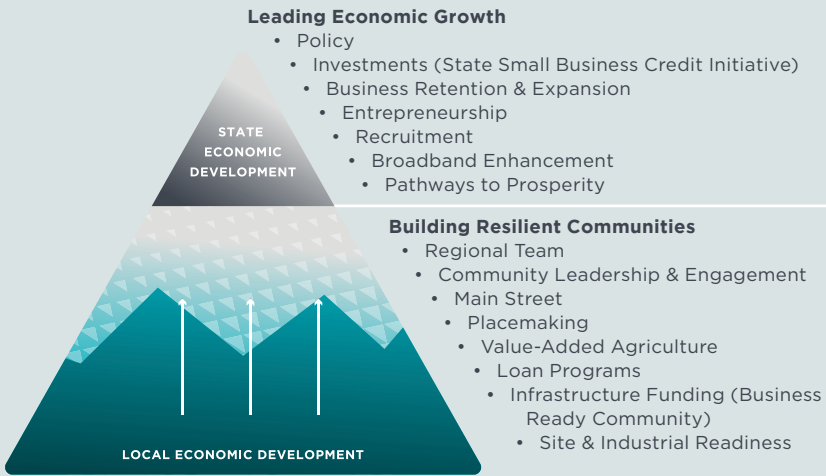 Leading Economic Growth
• Policy
• Investments (State Small Business Credit Initiative)
• Business Retention & Expansion
• Entrepreneurship
• Recruitment
• Broadband Enhancement
• Pathways to Prosperity
STATE
ECONOMIC
DEVELOPMENT
Building Resilient Communities
• Regional Team
• Community Leadership & Engagement
• Main Street
• Placemaking
• Value-Added Agriculture
• Loan Programs
• Infrastructure Funding (Business
Ready Community)
• Site & Industrial Readiness
LOCAL ECONOMIC DEVELOPMENT